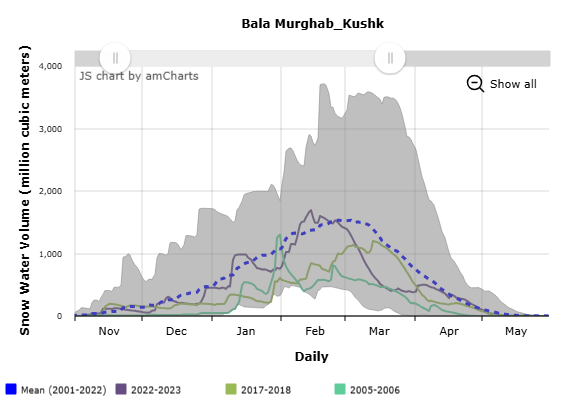 Bala Murghab_Kushk
JS chart by amCharts
Show all
Snow Water Volume (million cubic meters)
4,000
3,000
2,000
1,000
0
Nov Dec Jan Feb Mar Apr May
Daily
Mean (2001-2022) 2022-2023 2017-2018 2005-2006